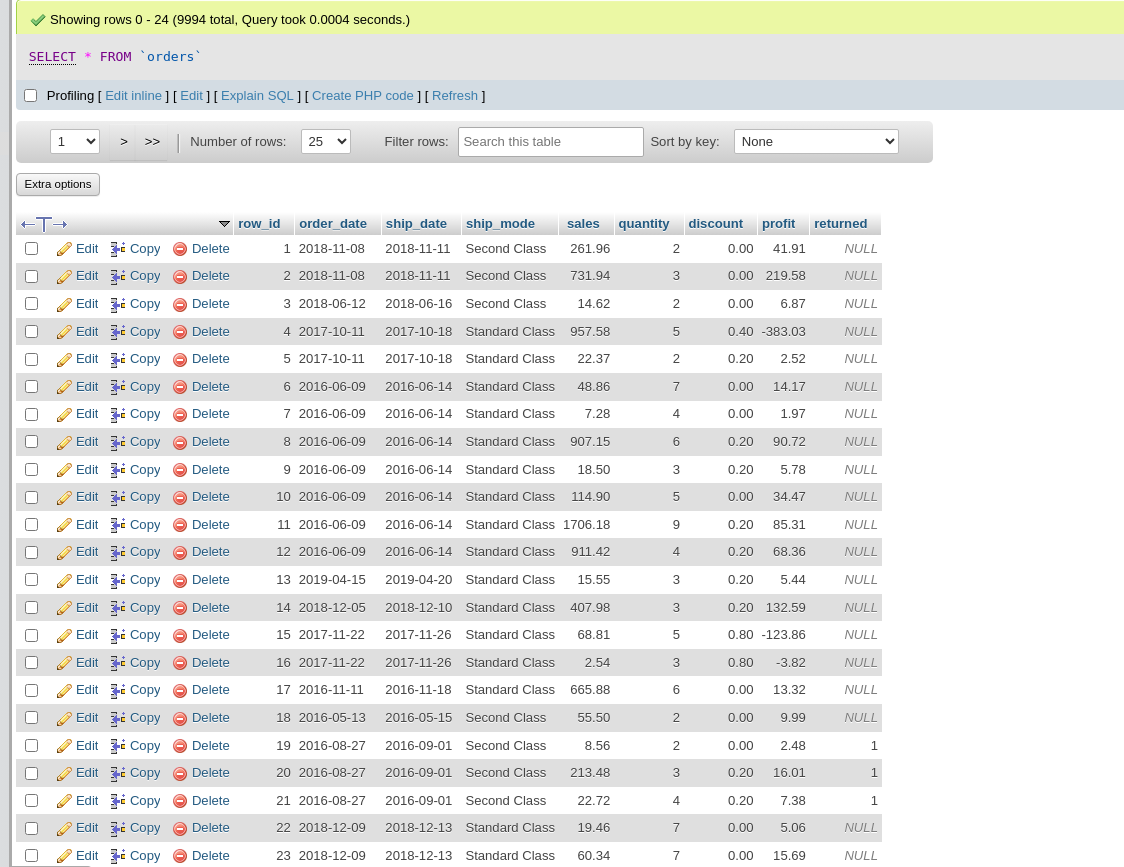 Showing rows 0 - 24 (9994 total, Query took 0.0004 seconds.)
SELECT * FROM `orders`
Profiling [ Edit inline ] [ Edit ] [ Explain SQL ] [ Create PHP code ] [ Refresh ]
1 > >> Number of rows: 25 Filter rows: Search this table Sort by key: None
Extra options
row_id order_date ship_date ship_mode sales quantity discount profit returned
Edit Copy Delete 1 2018-11-08 2018-11-11 Second Class 261.96 2 0.00 41.91 NULL
Edit Copy Delete 2 2018-11-08 2018-11-11 Second Class 731.94 3 0.00 219.58 NULL
Edit Copy Delete 3 2018-06-12 2018-06-16 Second Class 14.62 2 0.00 6.87 NULL
Edit Copy Delete 4 2017-10-11 2017-10-18 Standard Class 957.58 5 0.40 -383.03 NULL
Edit Copy Delete 5 2017-10-11 2017-10-18 Standard Class 22.37 2 0.20 2.52 NULL
Edit Copy Delete 6 2016-06-09 2016-06-14 Standard Class 48.86 7 0.00 14.17 NULL
Edit Copy Delete 7 2016-06-09 2016-06-14 Standard Class 7.28 4 0.00 1.97 NULL
Edit Copy Delete 8 2016-06-09 2016-06-14 Standard Class 907.15 6 0.20 90.72 NULL
Edit Copy Delete 9 2016-06-09 2016-06-14 Standard Class 18.50 3 0.20 5.78 NULL
Edit Copy Delete 10 2016-06-09 2016-06-14 Standard Class 114.90 5 0.00 34.47 NULL
Edit Copy Delete 11 2016-06-09 2016-06-14 Standard Class 1706.18 9 0.20 85.31 NULL
Edit Copy Delete 12 2016-06-09 2016-06-14 Standard Class 911.42 4 0.20 68.36 NULL
Edit Copy Delete 13 2019-04-15 2019-04-20 Standard Class 15.55 3 0.20 5.44 NULL
Edit Copy Delete 14 2018-12-05 2018-12-10 Standard Class 407.98 3 0.20 132.59 NULL
Edit Copy Delete 15 2017-11-22 2017-11-26 Standard Class 68.81 5 0.80 -123.86 NULL
Edit Copy Delete 16 2017-11-22 2017-11-26 Standard Class 2.54 3 0.80 -3.82 NULL
Edit Copy Delete 17 2016-11-11 2016-11-18 Standard Class 665.88 6 0.00 13.32 NULL
Edit Copy Delete 18 2016-05-13 2016-05-15 Second Class 55.50 2 0.00 9.99 NULL
Edit Copy Delete 19 2016-08-27 2016-09-01 Second Class 8.56 2 0.00 2.48 1
Edit Copy Delete 20 2016-08-27 2016-09-01 Second Class 213.48 3 0.20 16.01 1
Edit Copy Delete 21 2016-08-27 2016-09-01 Second Class 22.72 4 0.20 7.38 1
Edit Copy Delete 22 2018-12-09 2018-12-13 Standard Class 19.46 7 0.00 5.06 NULL
Edit Copy Delete 23 2018-12-09 2018-12-13 Standard Class 60.34 7 0.00 15.69 NULL